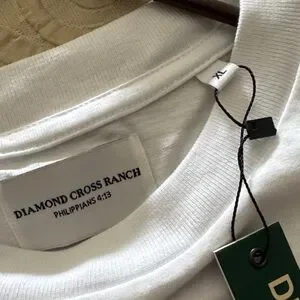 XL
DIAMOND CROSS RANCH
PHILIPPIANS 4:13
D